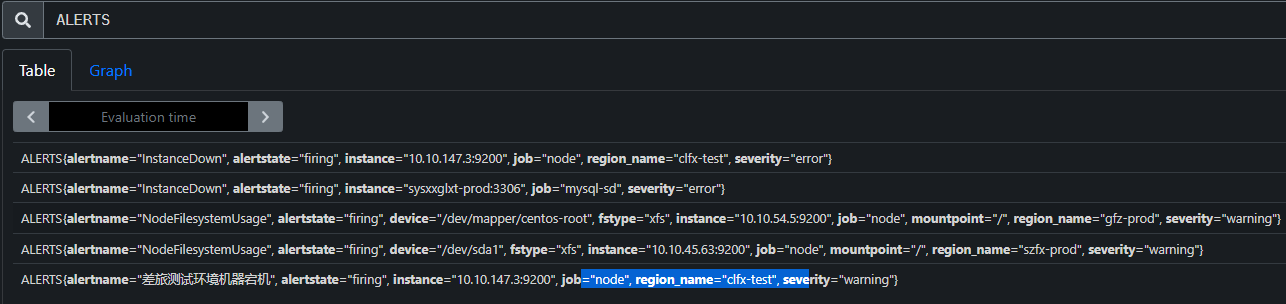 ALERTS
Table Graph
Evaluation time
ALERTS{alertname="InstanceDown", alertstate="firing", instance="10.10.147.3:9200", job="node", region_name="clfx-test", severity="error"}
ALERTS{alertname="InstanceDown", alertstate="firing", instance="sysxxglxt-prod:3306", job="mysql-sd", severity="error"}
ALERTS{alertname="NodeFilesystemUsage", alertstate="firing", device="/dev/mapper/centos-root", fstype="xfs", instance="10.10.54.5:9200", job="node", mountpoint="/", region_name="gfz-prod", severity="warning"}
ALERTS{alertname="NodeFilesystemUsage", alertstate="firing", device="/dev/sda1", fstype="xfs", instance="10.10.45.63:9200", job="node", mountpoint="/", region_name="szfx-prod", severity="warning"}
ALERTS{alertname="差旅测试环境机器宕机", alertstate="firing", instance="10.10.147.3:9200", job="node", region_name="clfx-test", severity="warning"}